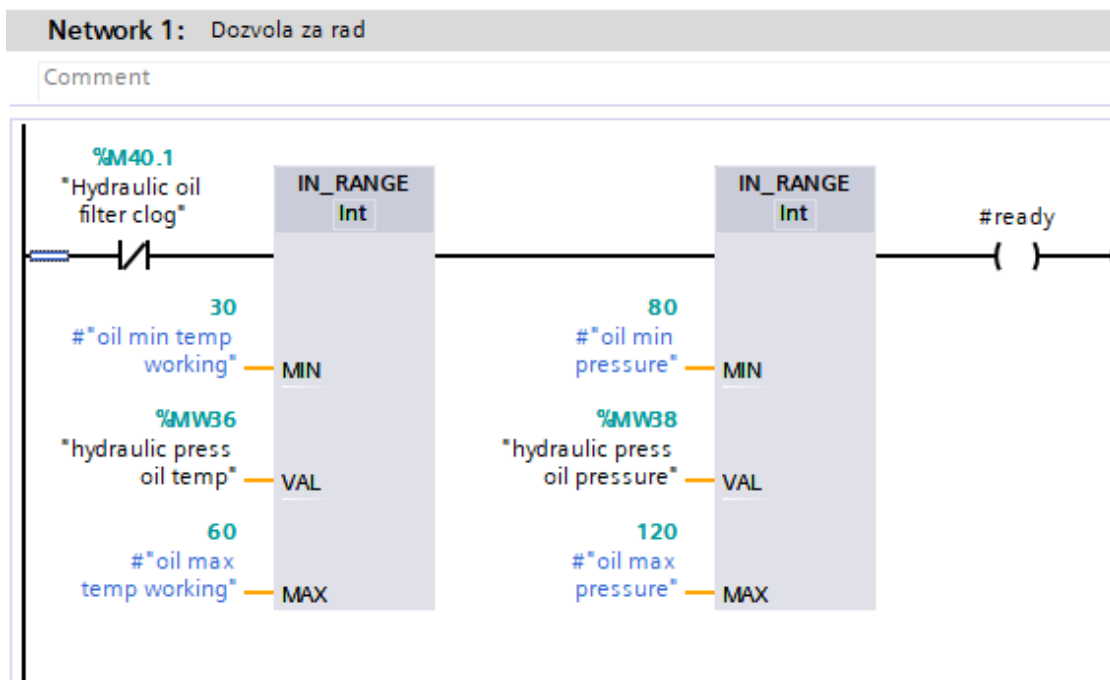 Network 1: Dozvola za rad
Comment
%M40.1
"Hydraulic oil
filter clog"
IN_RANGE
Int
IN_RANGE
Int
#ready
30
#"oil min temp
working"
MIN
80
#"oil min
pressure"
MIN
%MW36
"hydraulic press
oil temp"
VAL
%MW38
"hydraulic press
oil pressure"
VAL
60
#"oil max
temp working"
MAX
120
#"oil max
pressure"
MAX